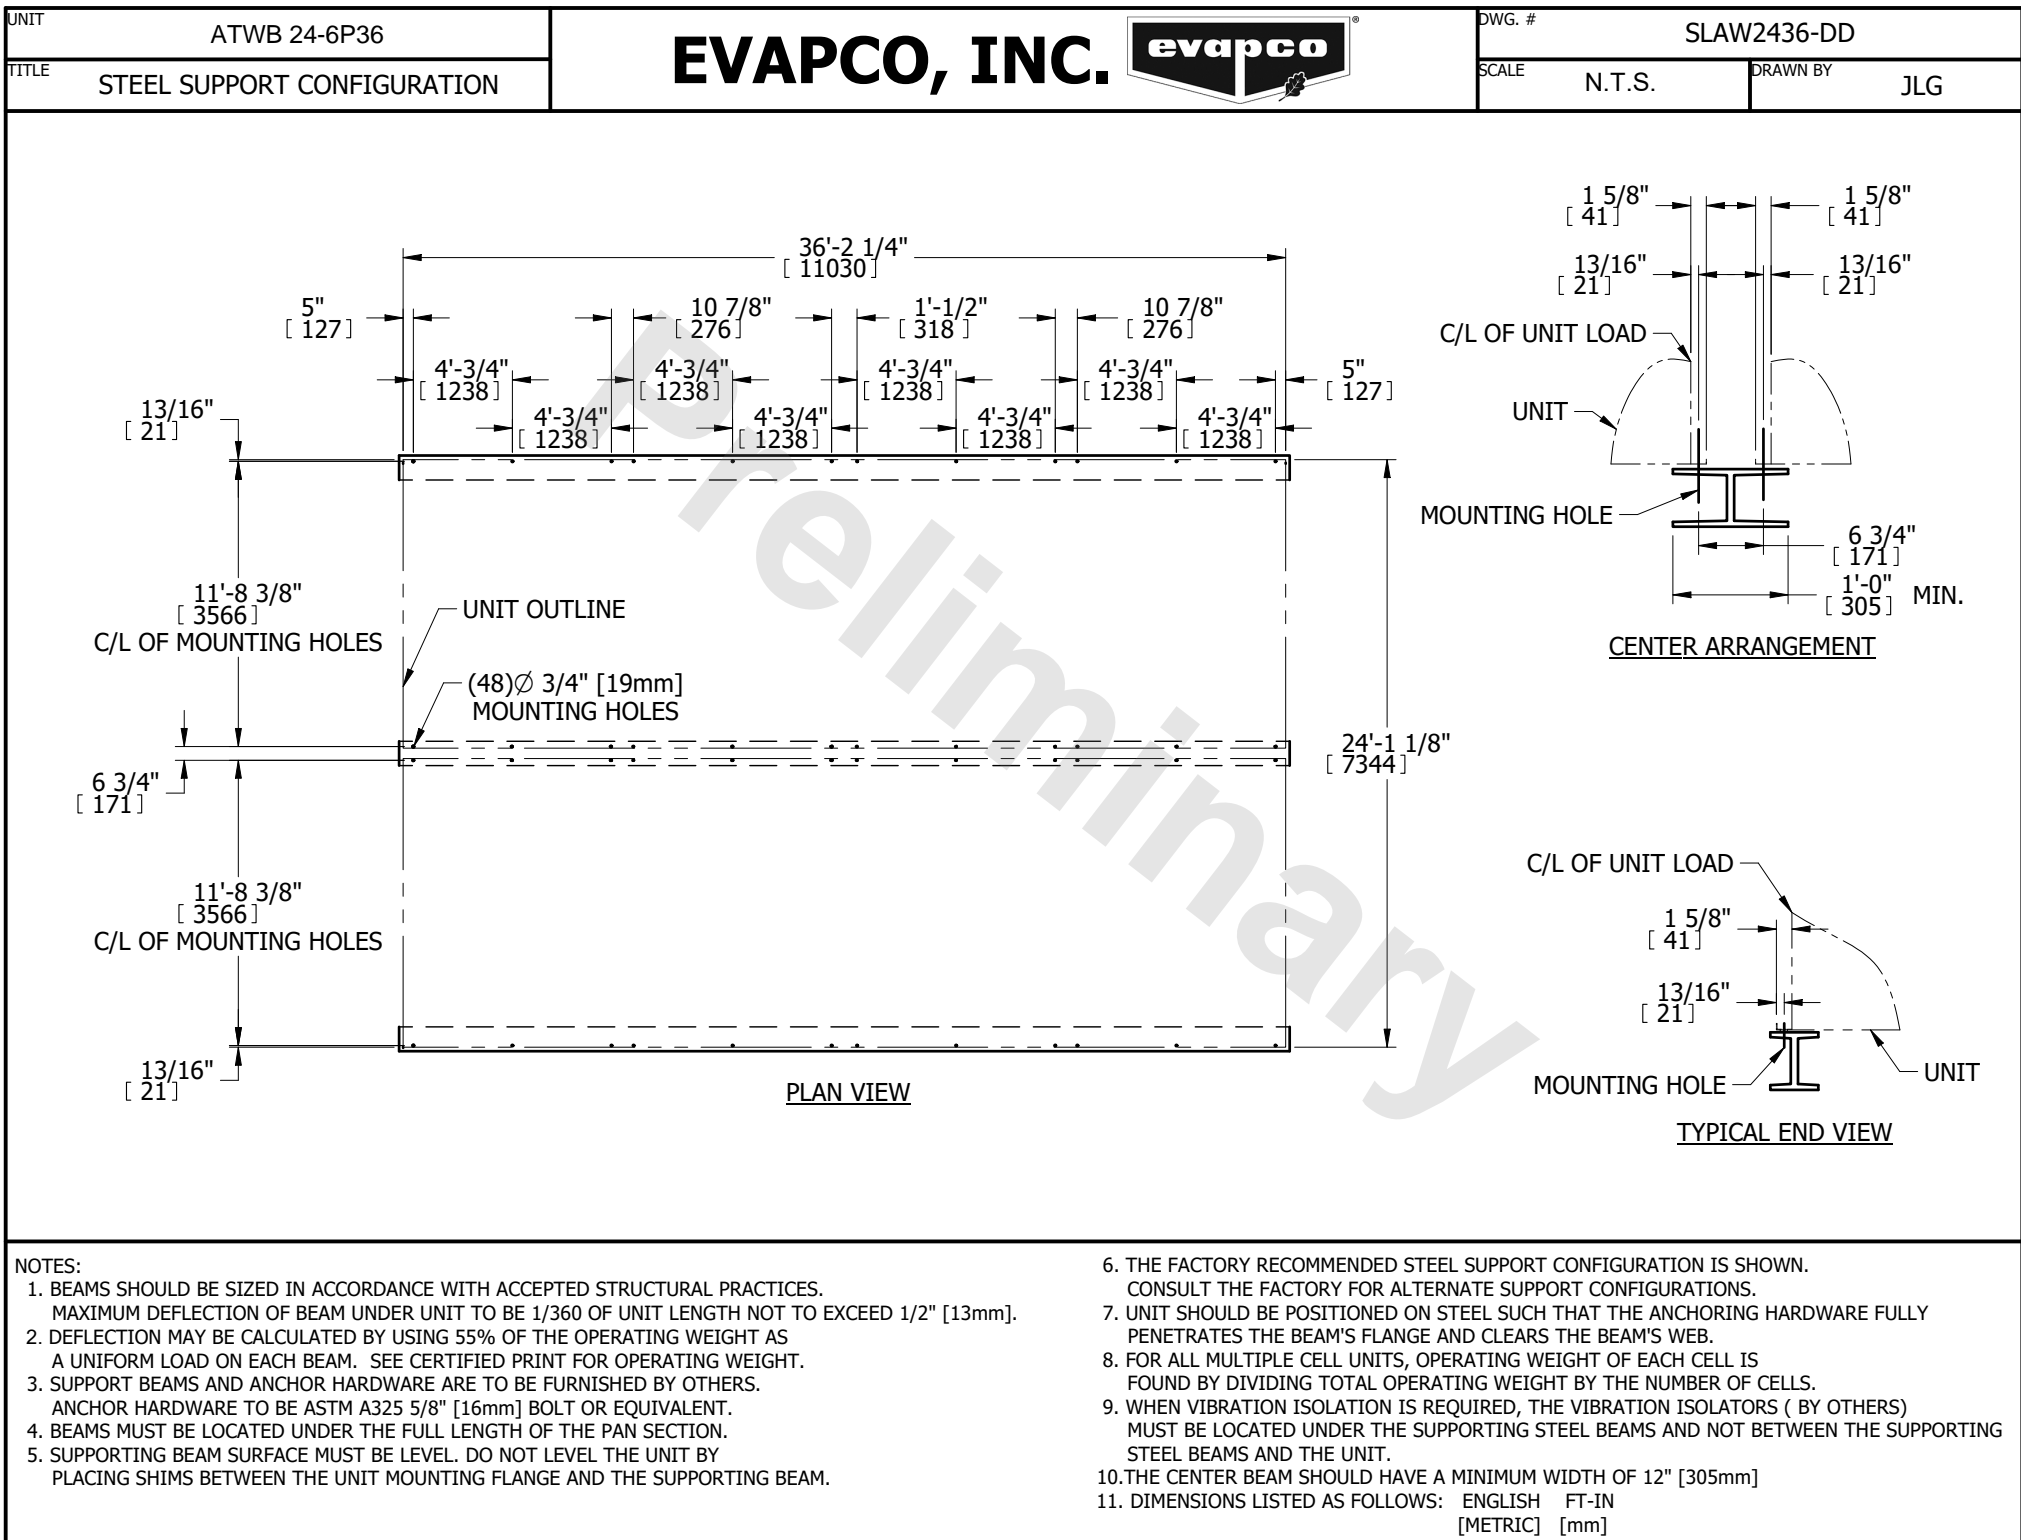 UNIT
ATWB 24-6P36
TITLE
STEEL SUPPORT CONFIGURATION
EVAPCO, INC.
evapco
®
DWG. #
SLAW2436-DD
SCALE
N.T.S.
DRAWN BY
JLG
36'-2 1/4"
[ 11030]
5"
[ 127]
10 7/8"
[ 276]
1'-1/2"
[ 318]
10 7/8"
[ 276]
4'-3/4"
[ 1238]
4'-3/4"
[ 1238]
4'-3/4"
[ 1238]
4'-3/4"
[ 1238]
5"
[ 127]
4'-3/4"
[ 1238]
4'-3/4"
[ 1238]
4'-3/4"
[ 1238]
4'-3/4"
[ 1238]
13/16"
[ 21]
11'-8 3/8"
[ 3566]
C/L OF MOUNTING HOLES
UNIT OUTLINE
(48)∅ 3/4" [19mm]
MOUNTING HOLES
6 3/4"
[ 171]
24'-1 1/8"
[ 7344]
11'-8 3/8"
[ 3566]
C/L OF MOUNTING HOLES
13/16"
[ 21]
PLAN VIEW
Preliminary
1 5/8"
[ 41]
1 5/8"
[ 41]
13/16"
[ 21]
13/16"
[ 21]
C/L OF UNIT LOAD
UNIT
MOUNTING HOLE
6 3/4"
[ 171]
1'-0"
[ 305] MIN.
CENTER ARRANGEMENT
C/L OF UNIT LOAD
1 5/8"
[ 41]
13/16"
[ 21]
MOUNTING HOLE
UNIT
TYPICAL END VIEW
NOTES:
1. BEAMS SHOULD BE SIZED IN ACCORDANCE WITH ACCEPTED STRUCTURAL PRACTICES.
MAXIMUM DEFLECTION OF BEAM UNDER UNIT TO BE 1/360 OF UNIT LENGTH NOT TO EXCEED 1/2" [13mm].
2. DEFLECTION MAY BE CALCULATED BY USING 55% OF THE OPERATING WEIGHT AS
A UNIFORM LOAD ON EACH BEAM. SEE CERTIFIED PRINT FOR OPERATING WEIGHT.
3. SUPPORT BEAMS AND ANCHOR HARDWARE ARE TO BE FURNISHED BY OTHERS.
ANCHOR HARDWARE TO BE ASTM A325 5/8" [16mm] BOLT OR EQUIVALENT.
4. BEAMS MUST BE LOCATED UNDER THE FULL LENGTH OF THE PAN SECTION.
5. SUPPORTING BEAM SURFACE MUST BE LEVEL. DO NOT LEVEL THE UNIT BY
PLACING SHIMS BETWEEN THE UNIT MOUNTING FLANGE AND THE SUPPORTING BEAM.
6. THE FACTORY RECOMMENDED STEEL SUPPORT CONFIGURATION IS SHOWN.
CONSULT THE FACTORY FOR ALTERNATE SUPPORT CONFIGURATIONS.
7. UNIT SHOULD BE POSITIONED ON STEEL SUCH THAT THE ANCHORING HARDWARE FULLY
PENETRATES THE BEAM'S FLANGE AND CLEARS THE BEAM'S WEB.
8. FOR ALL MULTIPLE CELL UNITS, OPERATING WEIGHT OF EACH CELL IS
FOUND BY DIVIDING TOTAL OPERATING WEIGHT BY THE NUMBER OF CELLS.
9. WHEN VIBRATION ISOLATION IS REQUIRED, THE VIBRATION ISOLATORS ( BY OTHERS)
MUST BE LOCATED UNDER THE SUPPORTING STEEL BEAMS AND NOT BETWEEN THE SUPPORTING
STEEL BEAMS AND THE UNIT.
10.THE CENTER BEAM SHOULD HAVE A MINIMUM WIDTH OF 12" [305mm]
11. DIMENSIONS LISTED AS FOLLOWS: ENGLISH FT-IN
[METRIC] [mm]